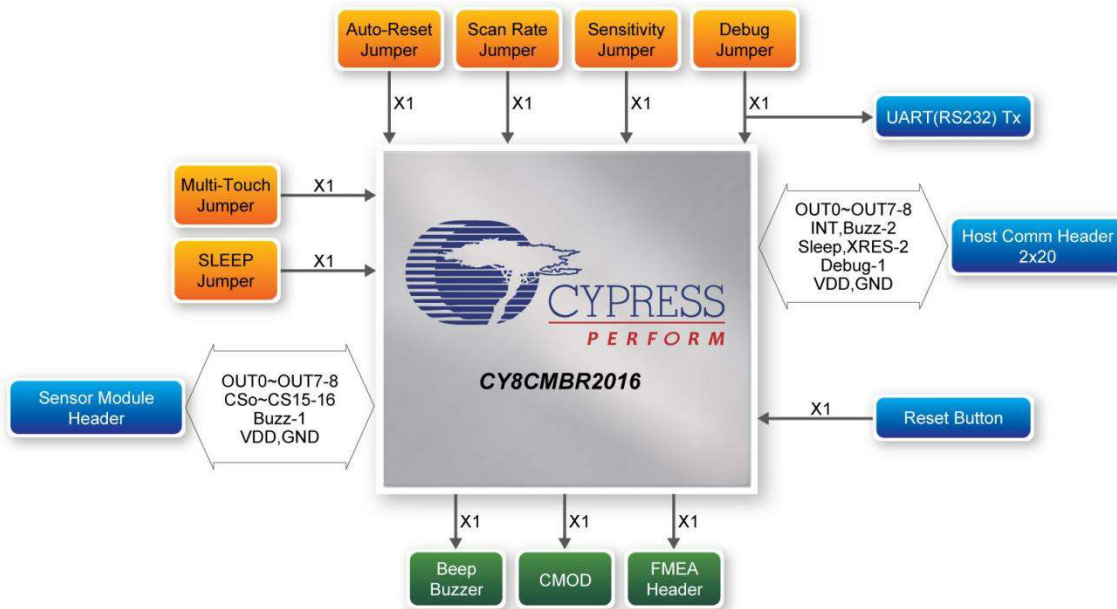 Auto-Reset
Jumper
Scan Rate
Jumper
Sensitivity
Jumper
Debug
Jumper
X1
X1
X1
X1
UART(RS232) Tx
Multi-Touch
Jumper
X1
SLEEP
Jumper
X1
OUT0~OUT7-8
INT,Buzz-2
Sleep,XRES-2
Debug-1
VDD,GND
Host Comm Header
2x20
CYPRESS
PERFORM
CY8CMBR2016
Sensor Module
Header
OUT0~OUT7-8
CSo~CS15-16
Buzz-1
VDD,GND
X1
Reset Button
X1
X1
X1
Beep
Buzzer
CMOD
FMEA
Header